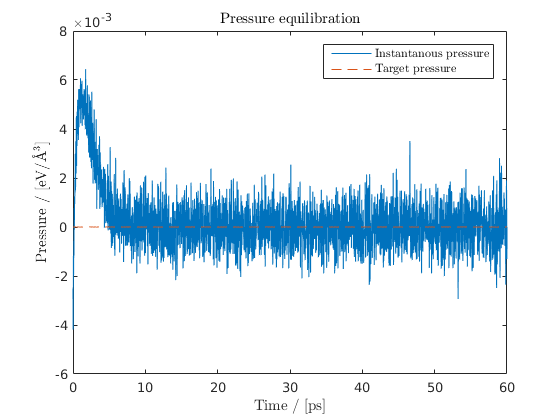 Pressure equilibration
×10⁻³
Instantanous pressure
Target pressure
8
6
4
2
0
-2
-4
-6
Pressure / [eV/Å³]
0 10 20 30 40 50 60
Time / [ps]